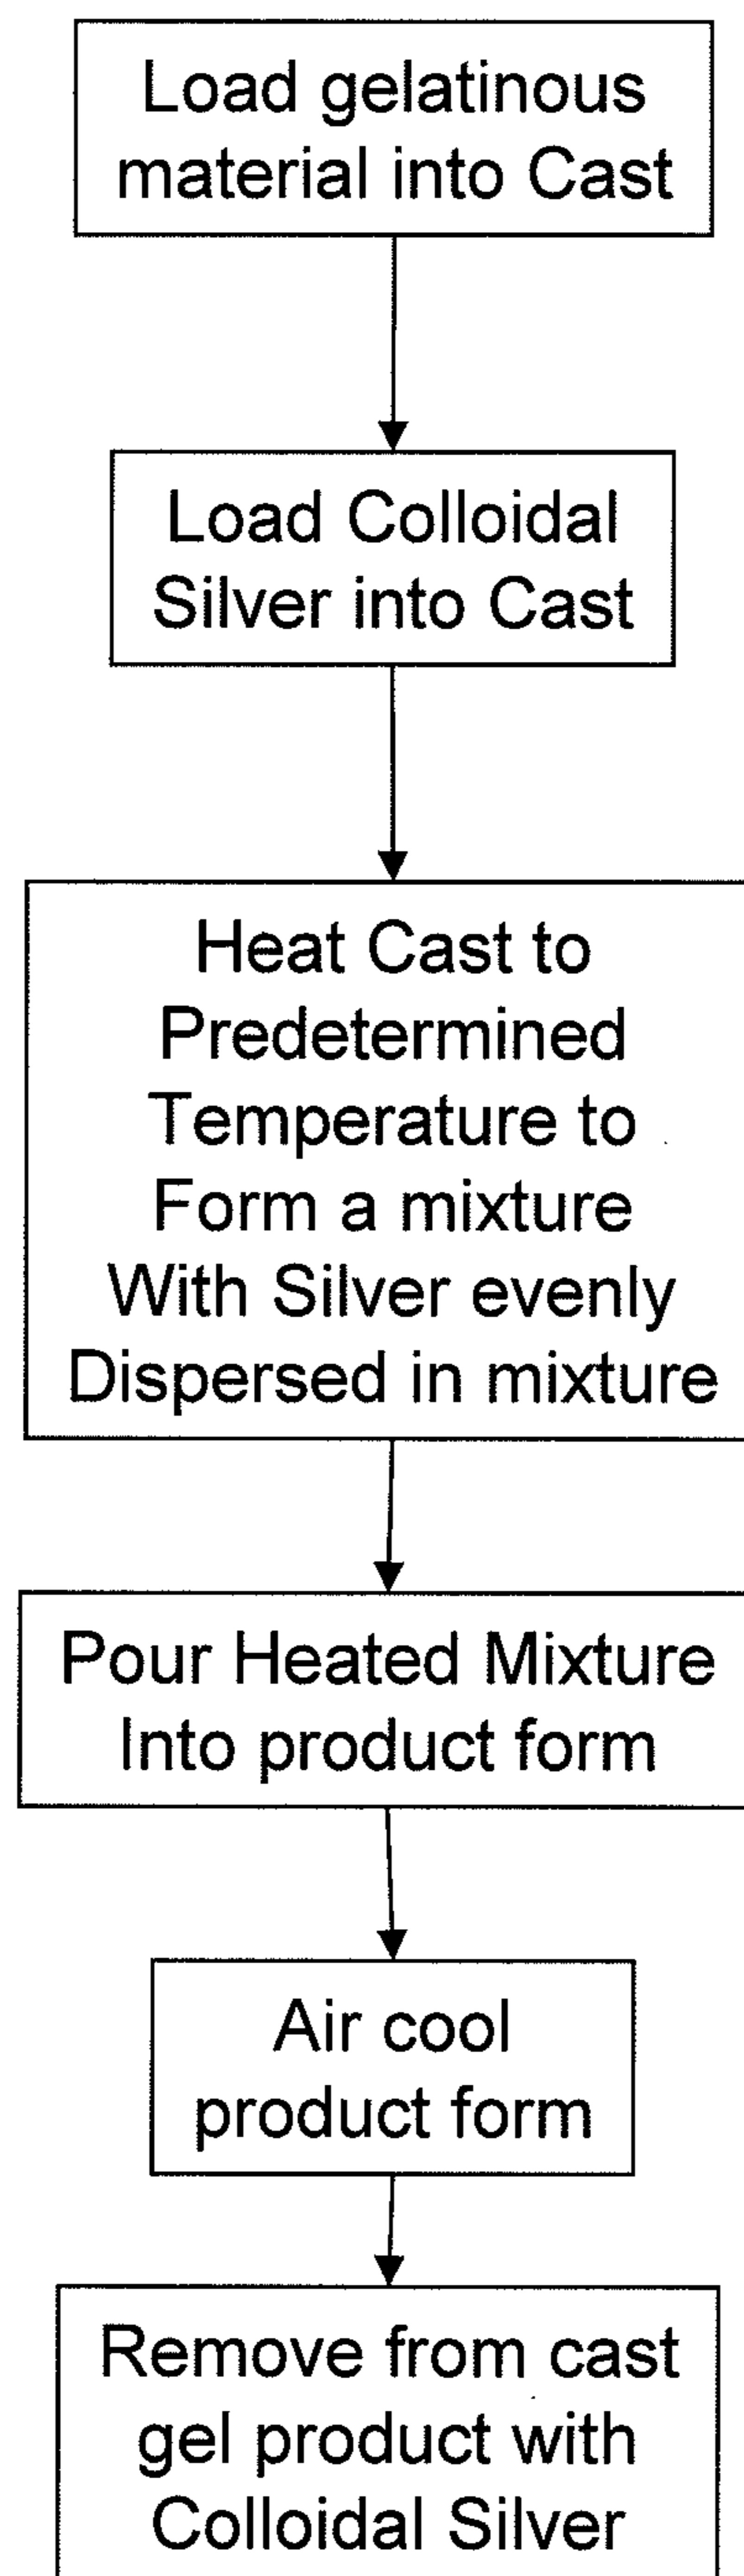 Load gelatinous
material into Cast
Load Colloidal
Silver into Cast
Heat Cast to
Predetermined
Temperature to
Form a mixture
With Silver evenly
Dispersed in mixture
Pour Heated Mixture
Into product form
Air cool
product form
Remove from cast
gel product with
Colloidal Silver